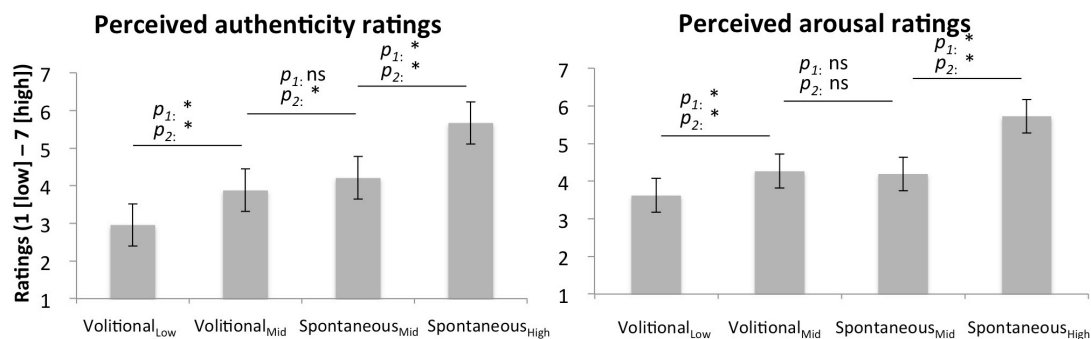 Perceived authenticity ratings
Ratings (1 [low] – 7 [high])
7
6
5
4
3
2
1
p1: *
p2: *
p1: ns
p2: *
p1: *
p2: *
VolitionalLow
VolitionalMid
SpontaneousMid
SpontaneousHigh
Perceived arousal ratings
7
6
5
4
3
2
1
p1: *
p2: *
p1: ns
p2: ns
p1: *
p2: *
VolitionalLow
VolitionalMid
SpontaneousMid
SpontaneousHigh